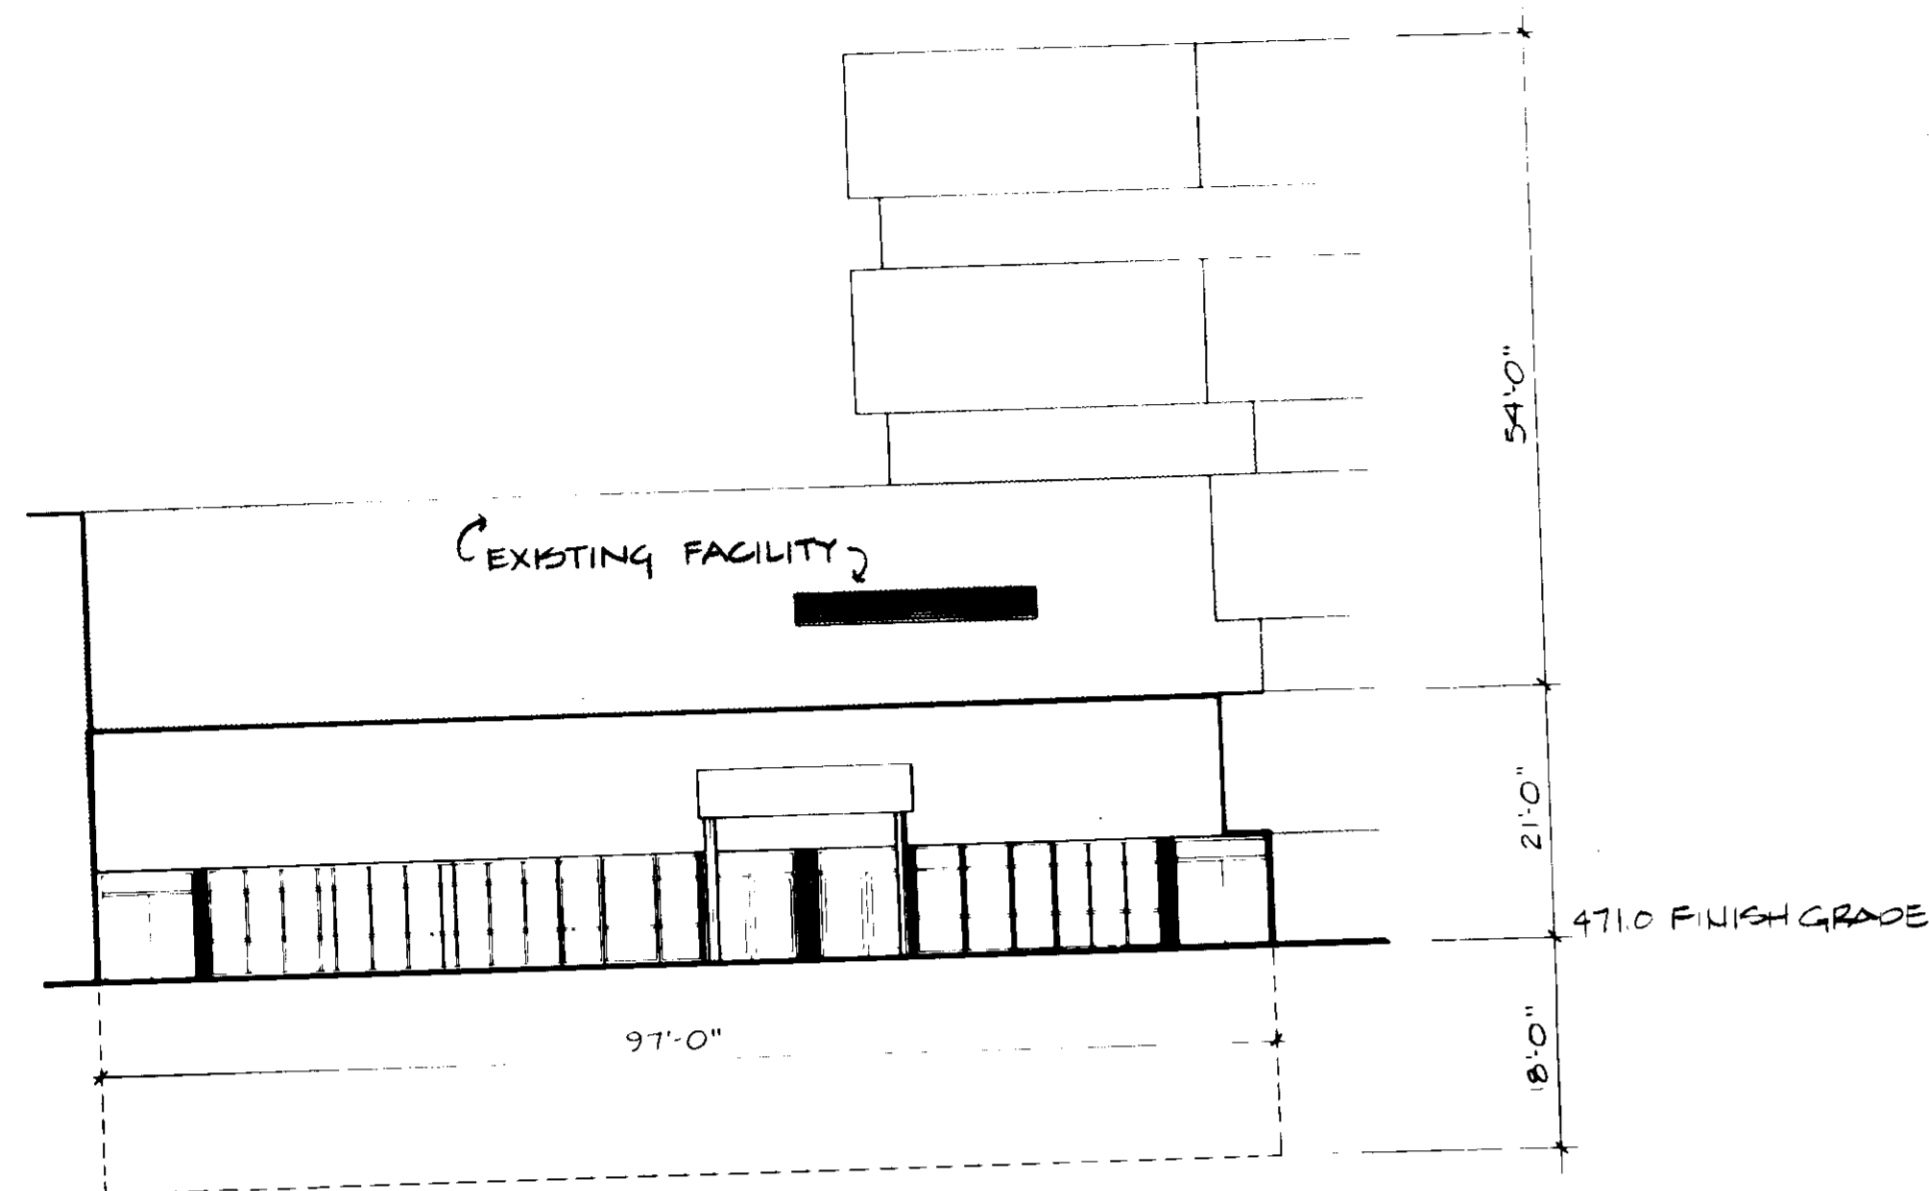 54'-0"
EXISTING FACILITY
21'-0"
471.0 FINISH GRADE
97'-0"
18'-0"